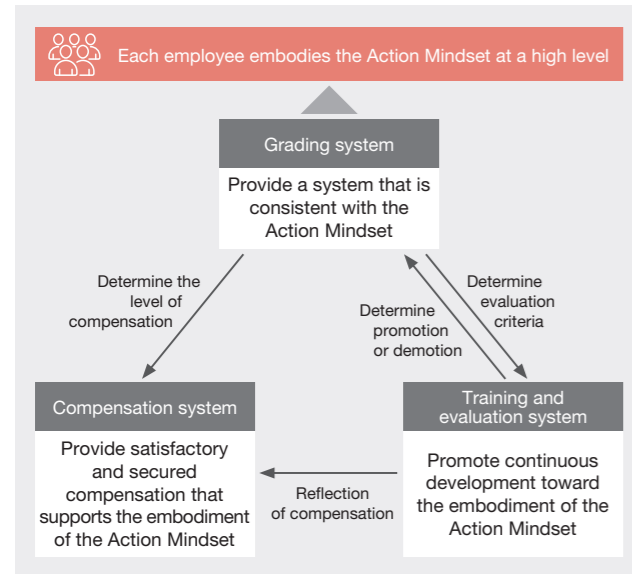 Each employee embodies the Action Mindset at a high level
Grading system
Provide a system that is
consistent with the
Action Mindset
Determine the
level of
compensation
Determine
promotion
or demotion
Determine
evaluation
criteria
Compensation system
Provide satisfactory
and secured
compensation that
supports the embodiment
of the Action Mindset
Reflection
of compensation
Training and
evaluation system
Promote continuous
development toward
the embodiment of the
Action Mindset